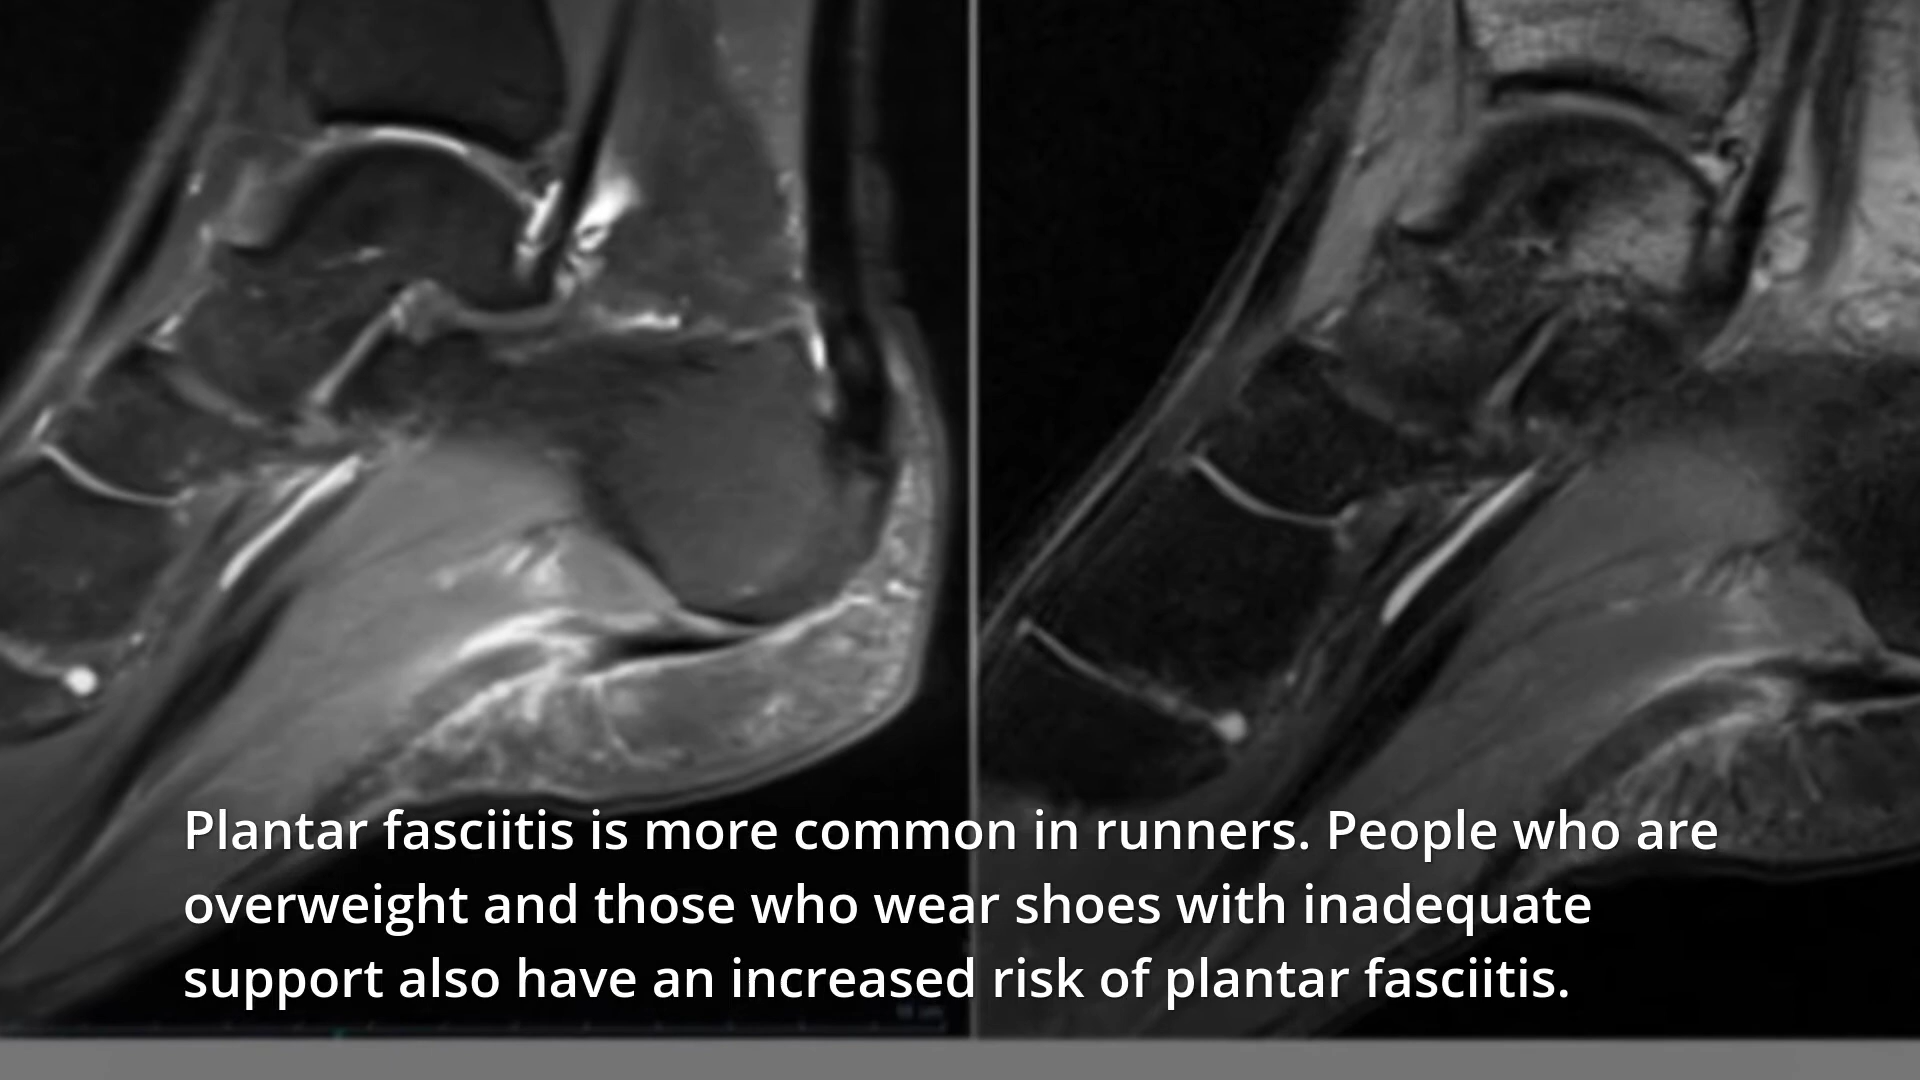 Plantar fasciitis is more common in runners. People who are
overweight and those who wear shoes with inadequate
support also have an increased risk of plantar fasciitis.